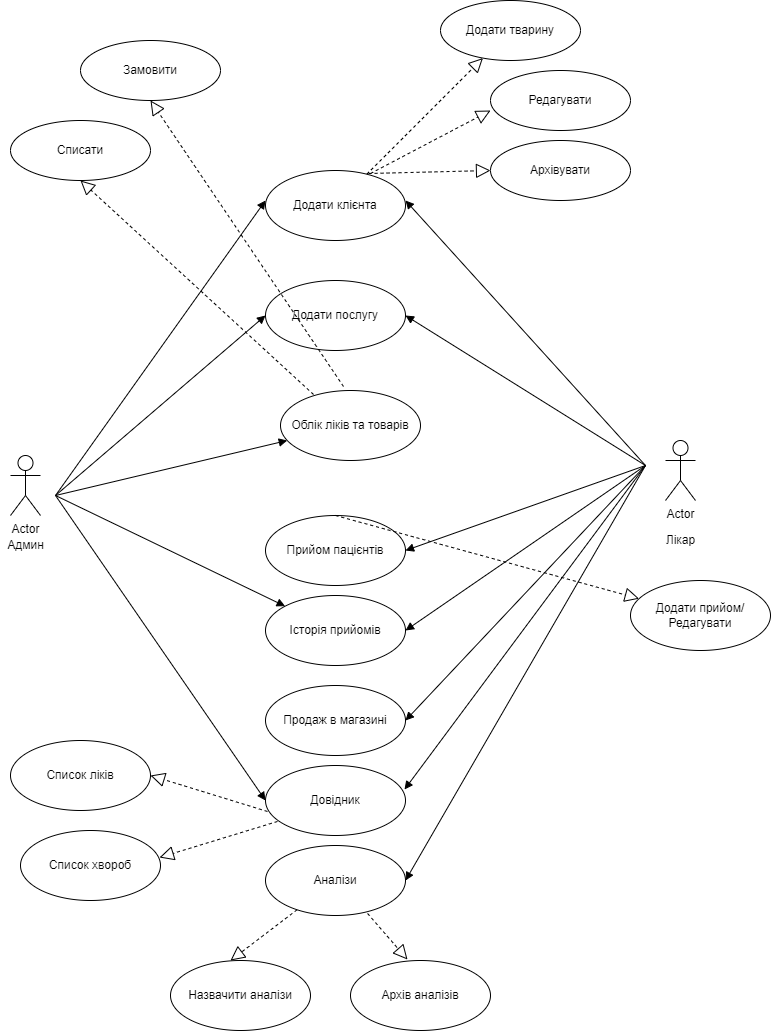 Додати тварину
Замовити
Редагувати
Списати
Архівувати
Додати клієнта
Додати послугу
Облік ліків та товарів
Actor
Админ
Actor
Лікар
Прийом пацієнтів
Додати прийом/
Редагувати
Історія прийомів
Продаж в магазині
Список ліків
Довідник
Список хвороб
Аналізи
Назвачити аналізи
Архів аналізів